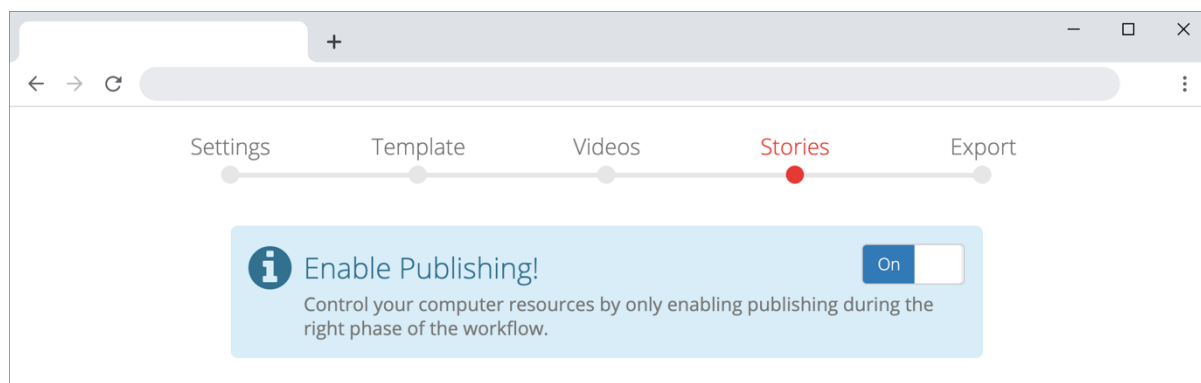 Settings Template Videos Stories Export
Enable Publishing!
On
Control your computer resources by only enabling publishing during the
right phase of the workflow.